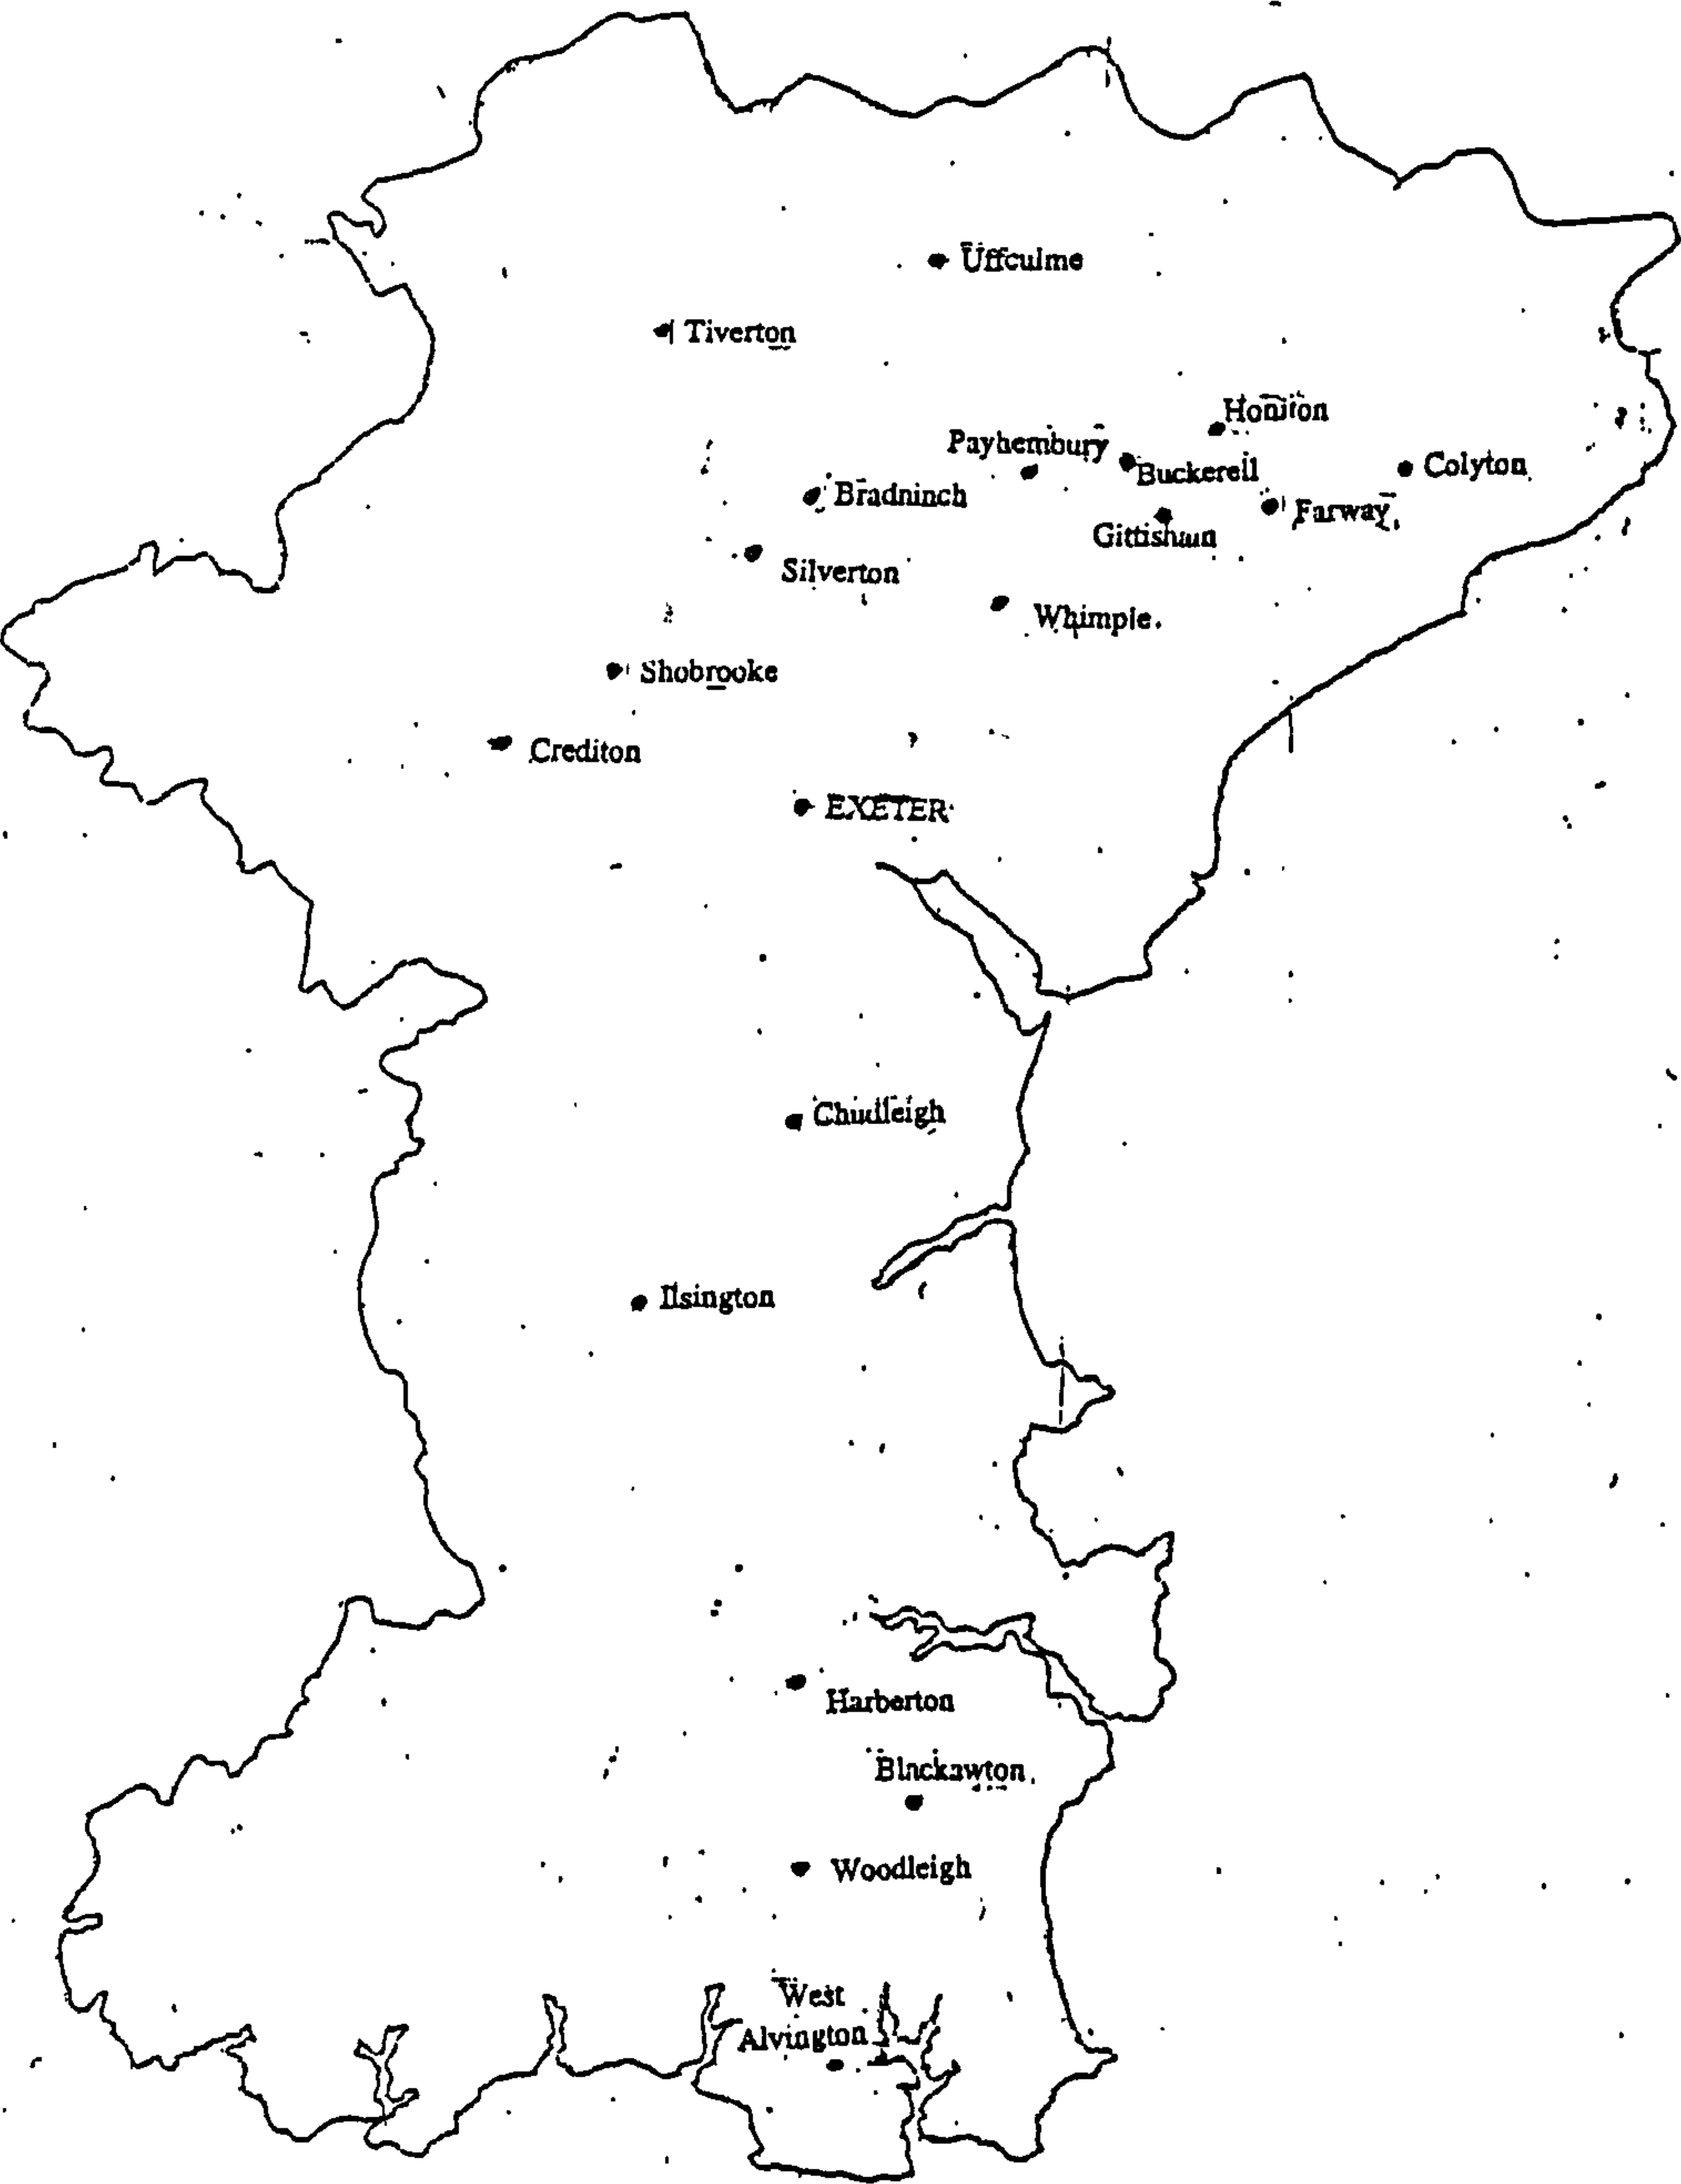 Uffculme
Tiverton
Honiton
Payhembury
Buckerell
Colyton
Bradninch
Farway
Gittisham
Silverton
Whimple
Shobrooke
Crediton
EXETER
Chudleigh
Ilsington
Harberton
Blackawton
Woodleigh
West
Alvington